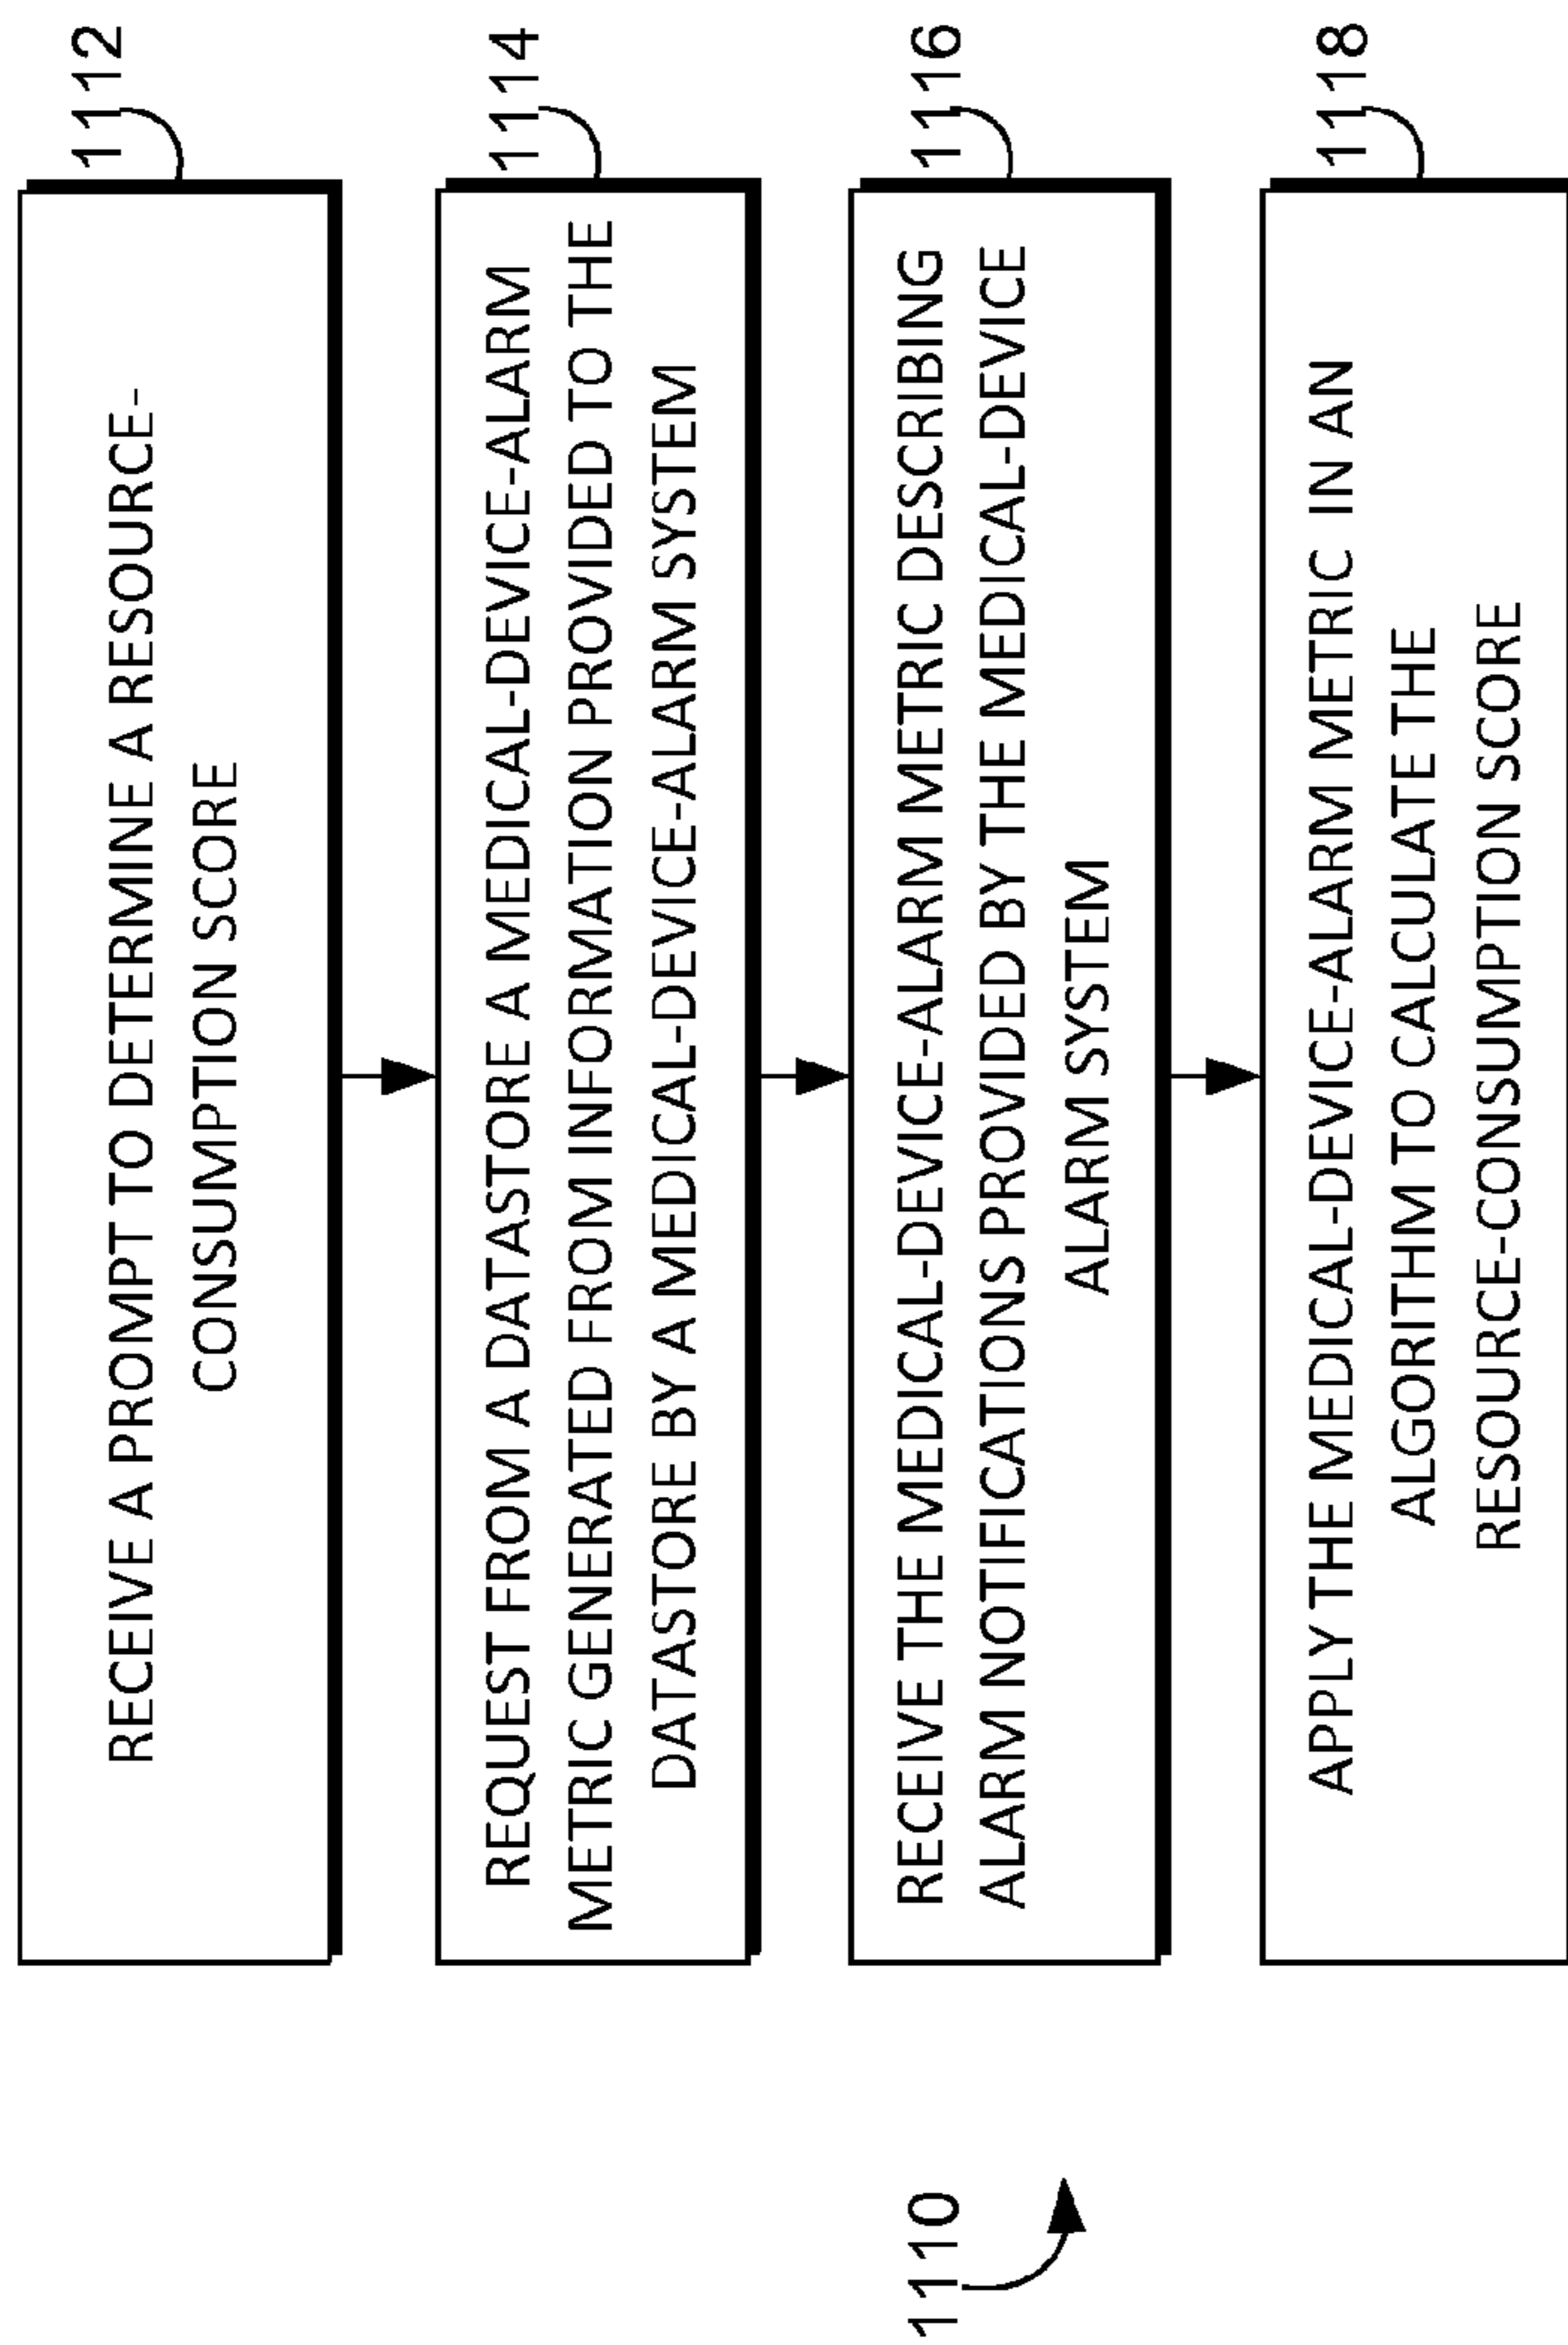 1110
RECEIVE A PROMPT TO DETERMINE A RESOURCE-
CONSUMPTION SCORE
1112
REQUEST FROM A DATASTORE A MEDICAL-DEVICE-ALARM
METRIC GENERATED FROM INFORMATION PROVIDED TO THE
DATASTORE BY A MEDICAL-DEVICE-ALARM SYSTEM
1114
RECEIVE THE MEDICAL-DEVICE-ALARM METRIC DESCRIBING
ALARM NOTIFICATIONS PROVIDED BY THE MEDICAL-DEVICE
ALARM SYSTEM
1116
APPLY THE MEDICAL-DEVICE-ALARM METRIC IN AN
ALGORITHM TO CALCULATE THE
RESOURCE-CONSUMPTION SCORE
1118